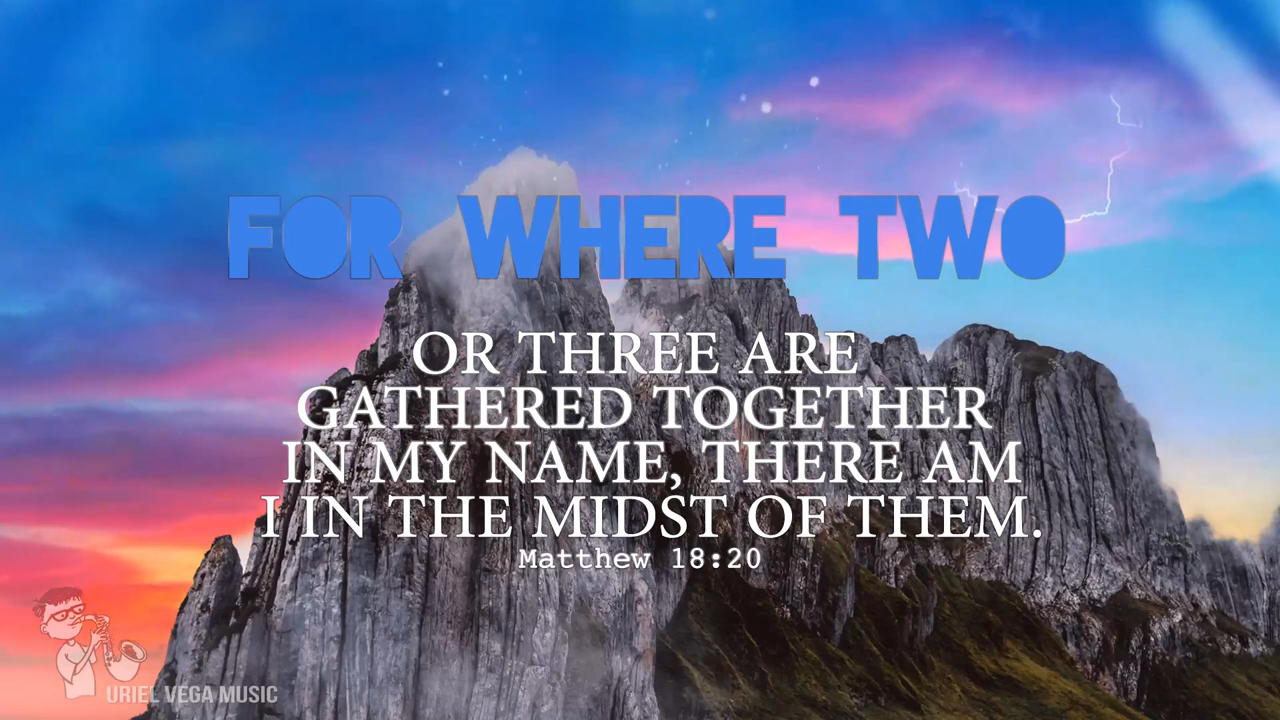 FOR WHERE TWO
OR THREE ARE
GATHERED TOGETHER
IN MY NAME, THERE AM
I IN THE MIDST OF THEM.
Matthew 18:20
URIEL VEGA MUSIC